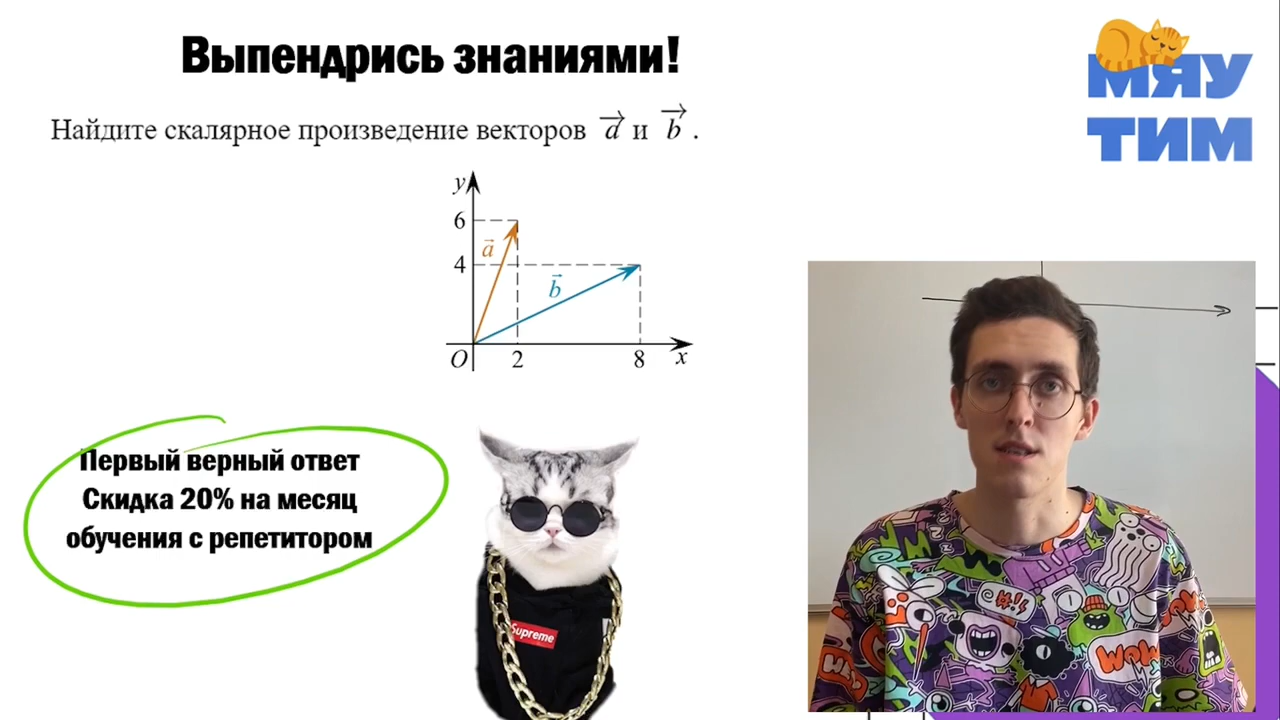 Выпендрись знаниями!
МЯУ
ТИМ
Найдите скалярное произведение векторов a и b .
y
6
a
4
b
O 2 8 x
Первый верный ответ
Скидка 20% на месяц
обучения с репетитором
Supreme
WOW